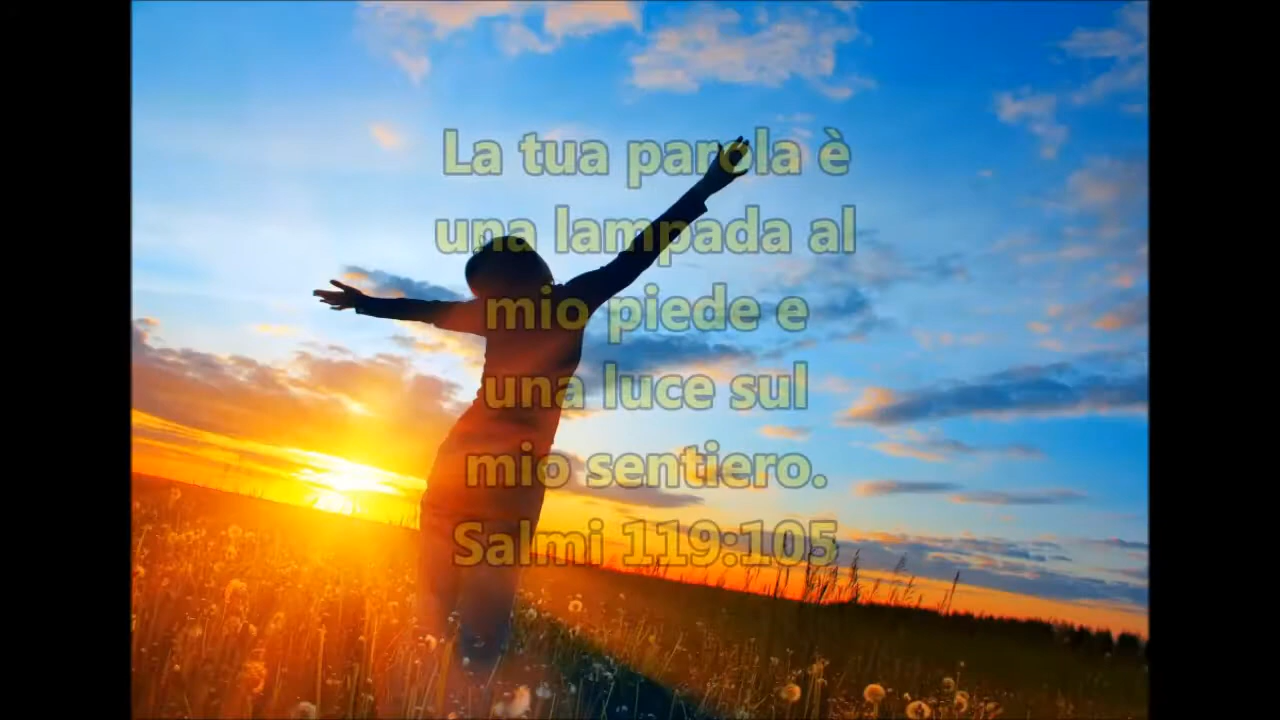 La tua parola è
una lampada al
mio piede e
una luce sul
mio sentiero.
Salmi 119:105